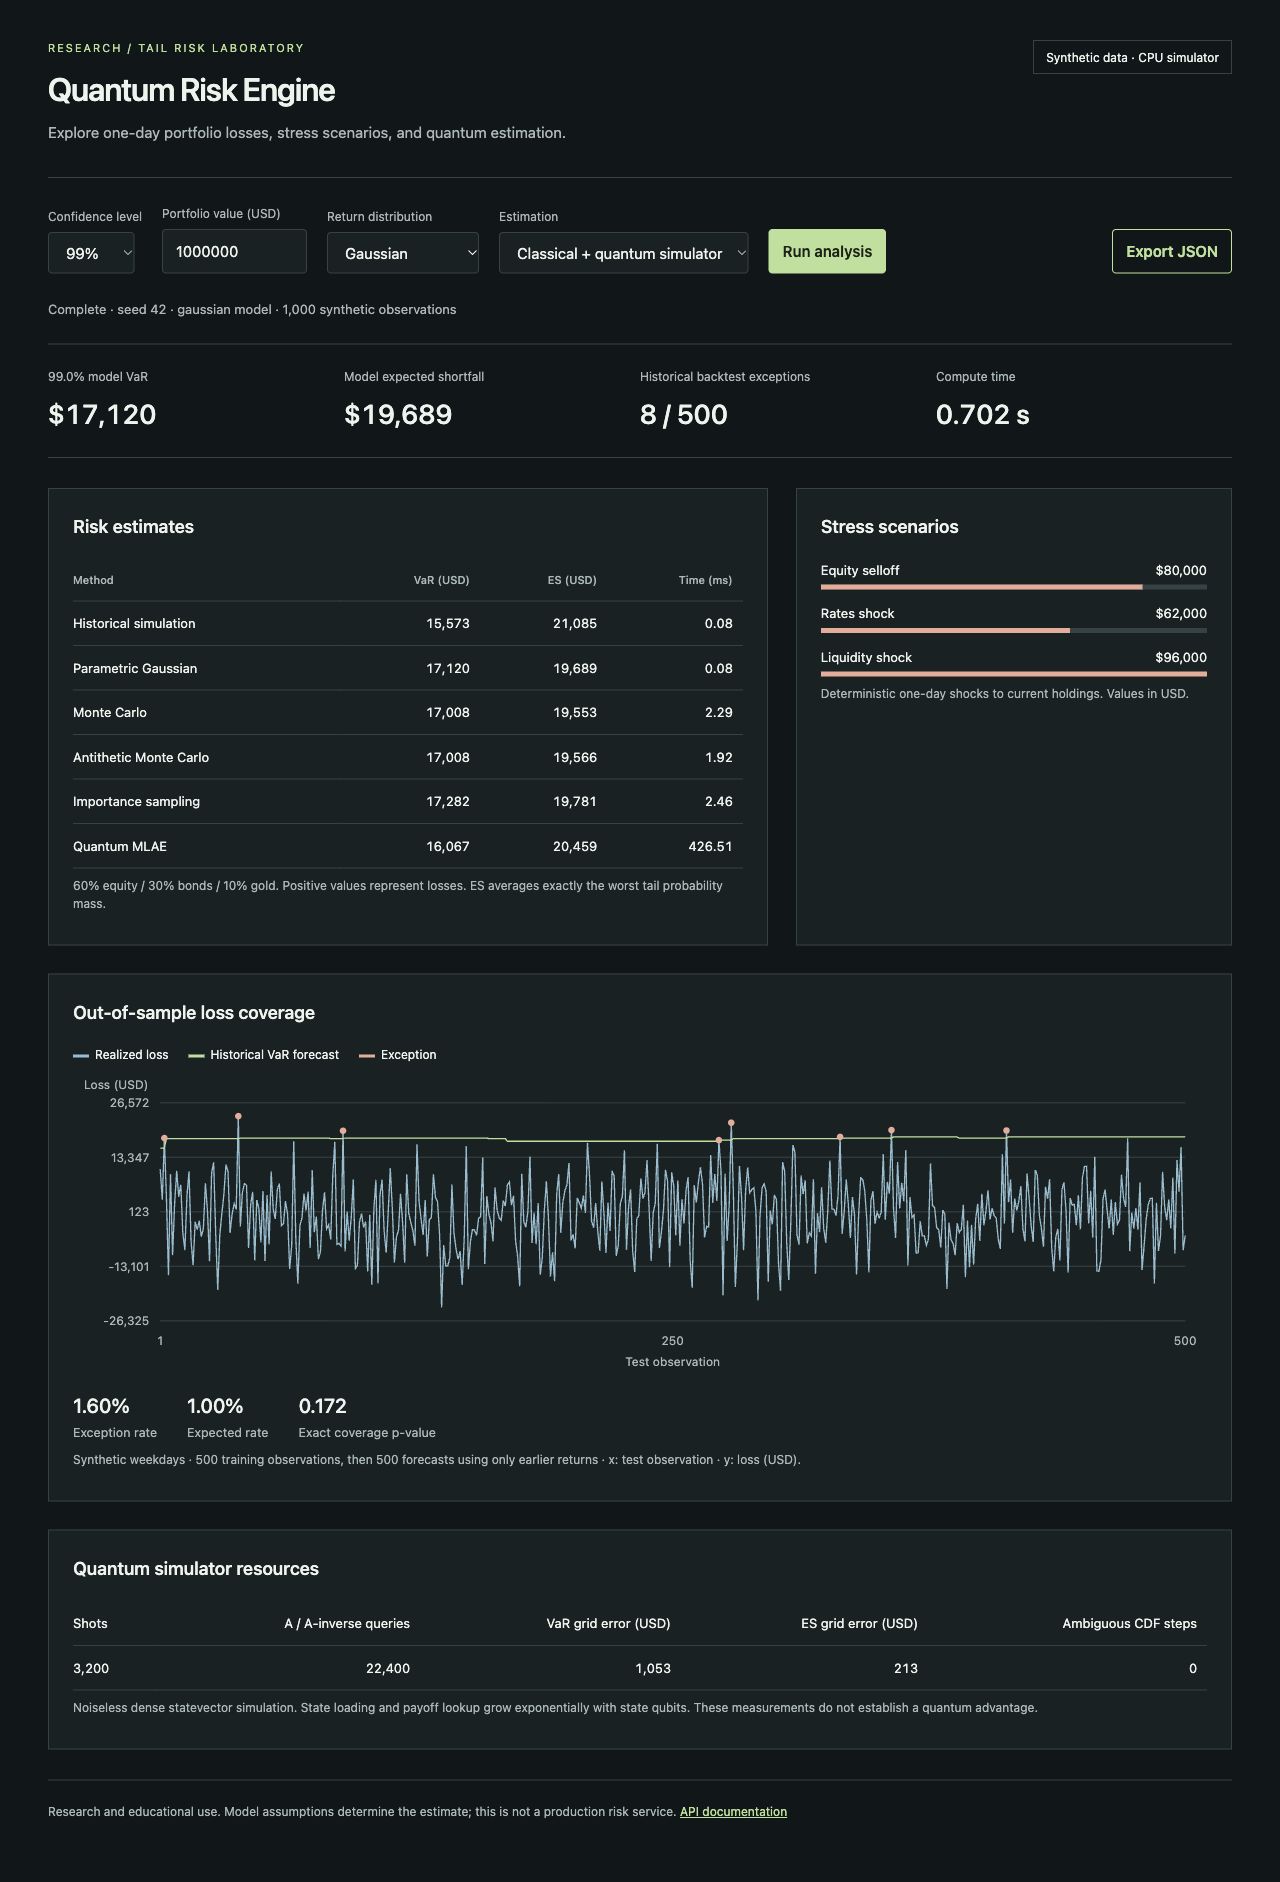 RESEARCH / TAIL RISK LABORATORY
Synthetic data · CPU simulator
Quantum Risk Engine
Explore one-day portfolio losses, stress scenarios, and quantum estimation.
Confidence level Portfolio value (USD) Return distribution Estimation
99% 1000000 Gaussian Classical + quantum simulator Run analysis Export JSON
Complete · seed 42 · gaussian model · 1,000 synthetic observations
99.0% model VaR Model expected shortfall Historical backtest exceptions Compute time
$17,120 $19,689 8 / 500 0.702 s
Risk estimates
Method VaR (USD) ES (USD) Time (ms)
Historical simulation 15,573 21,085 0.08
Parametric Gaussian 17,120 19,689 0.08
Monte Carlo 17,008 19,553 2.29
Antithetic Monte Carlo 17,008 19,566 1.92
Importance sampling 17,282 19,781 2.46
Quantum MLAE 16,067 20,459 426.51
60% equity / 30% bonds / 10% gold. Positive values represent losses. ES averages exactly the worst tail probability
mass.
Stress scenarios
Equity selloff $80,000
Rates shock $62,000
Liquidity shock $96,000
Deterministic one-day shocks to current holdings. Values in USD.
Out-of-sample loss coverage
Realized loss Historical VaR forecast Exception
Loss (USD)
26,572
13,347
123
-13,101
-26,325
1 250 500
Test observation
1.60% 1.00% 0.172
Exception rate Expected rate Exact coverage p-value
Synthetic weekdays · 500 training observations, then 500 forecasts using only earlier returns · x: test observation · y: loss (USD).
Quantum simulator resources
Shots A / A-inverse queries VaR grid error (USD) ES grid error (USD) Ambiguous CDF steps
3,200 22,400 1,053 213 0
Noiseless dense statevector simulation. State loading and payoff lookup grow exponentially with state qubits. These measurements do not establish a quantum advantage.
Research and educational use. Model assumptions determine the estimate; this is not a production risk service. API documentation